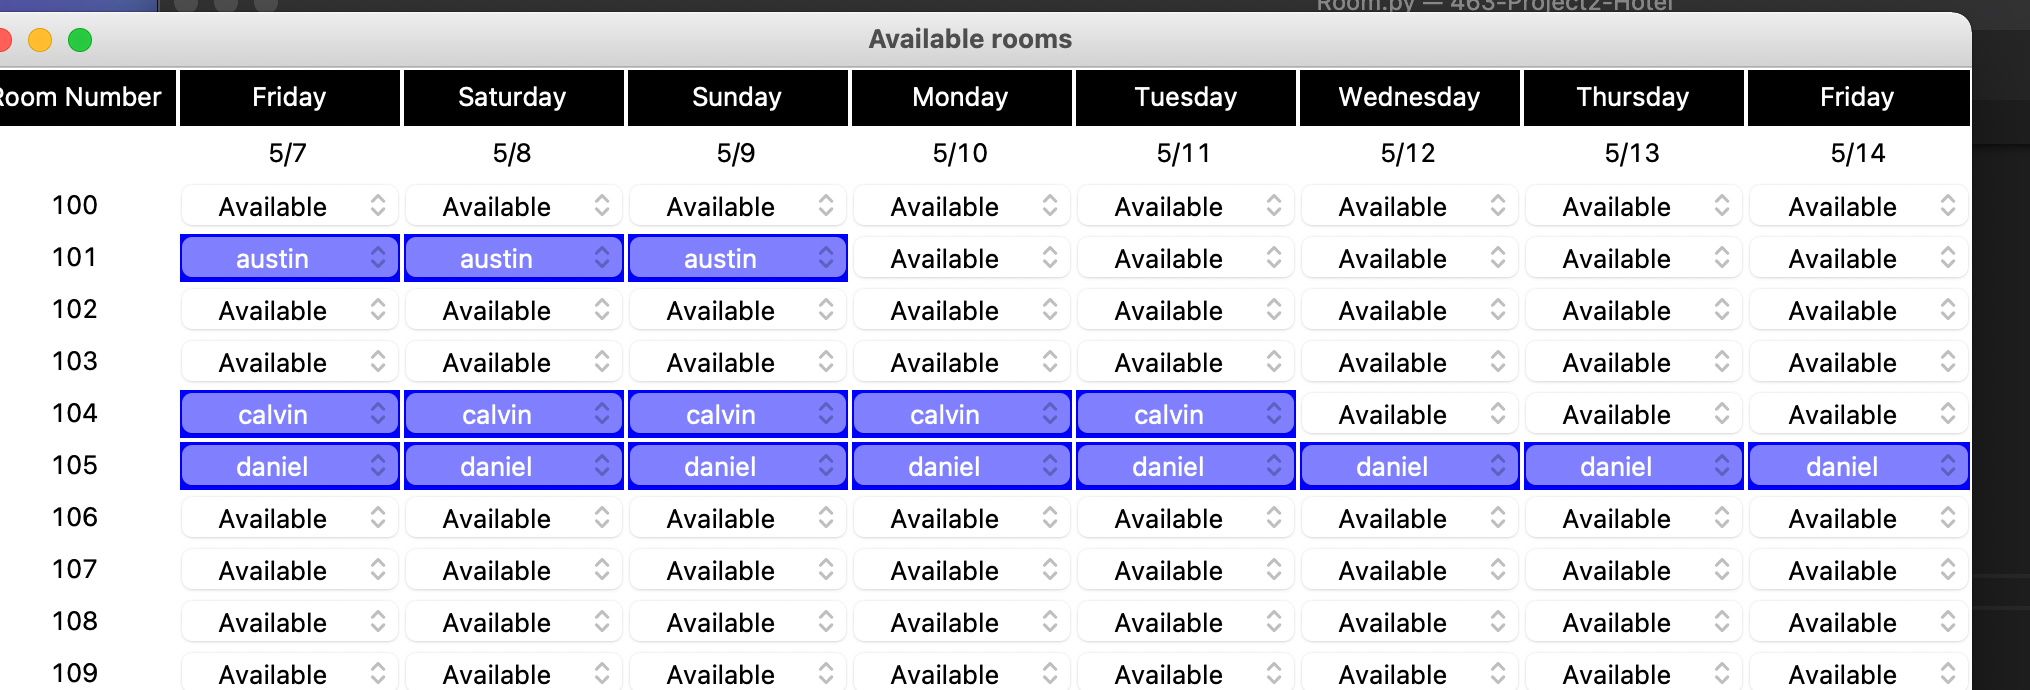 Room.py — 463-Project2-Hotel
Available rooms
Room Number Friday Saturday Sunday Monday Tuesday Wednesday Thursday Friday
5/7 5/8 5/9 5/10 5/11 5/12 5/13 5/14
100 Available Available Available Available Available Available Available Available
101 austin austin austin Available Available Available Available Available
102 Available Available Available Available Available Available Available Available
103 Available Available Available Available Available Available Available Available
104 calvin calvin calvin calvin calvin Available Available Available
105 daniel daniel daniel daniel daniel daniel daniel daniel
106 Available Available Available Available Available Available Available Available
107 Available Available Available Available Available Available Available Available
108 Available Available Available Available Available Available Available Available
109 Available Available Available Available Available Available Available Available